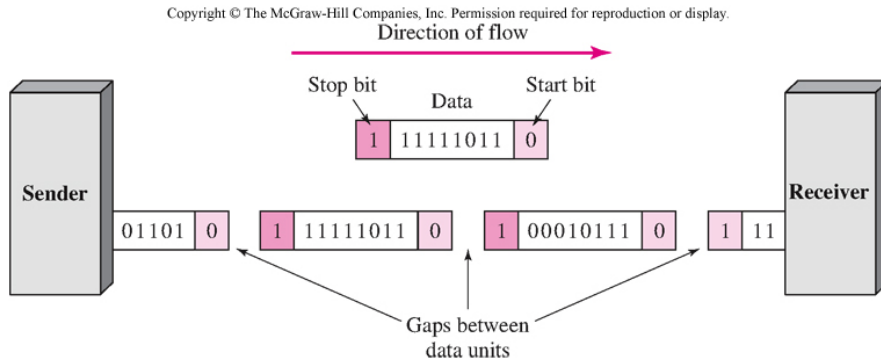 Copyright © The McGraw-Hill Companies, Inc. Permission required for reproduction or display.
Direction of flow
Stop bit
Data
Start bit
1 11111011 0
Sender
Receiver
01101 0
1 11111011 0
1 00010111 0
1 11
Gaps between
data units